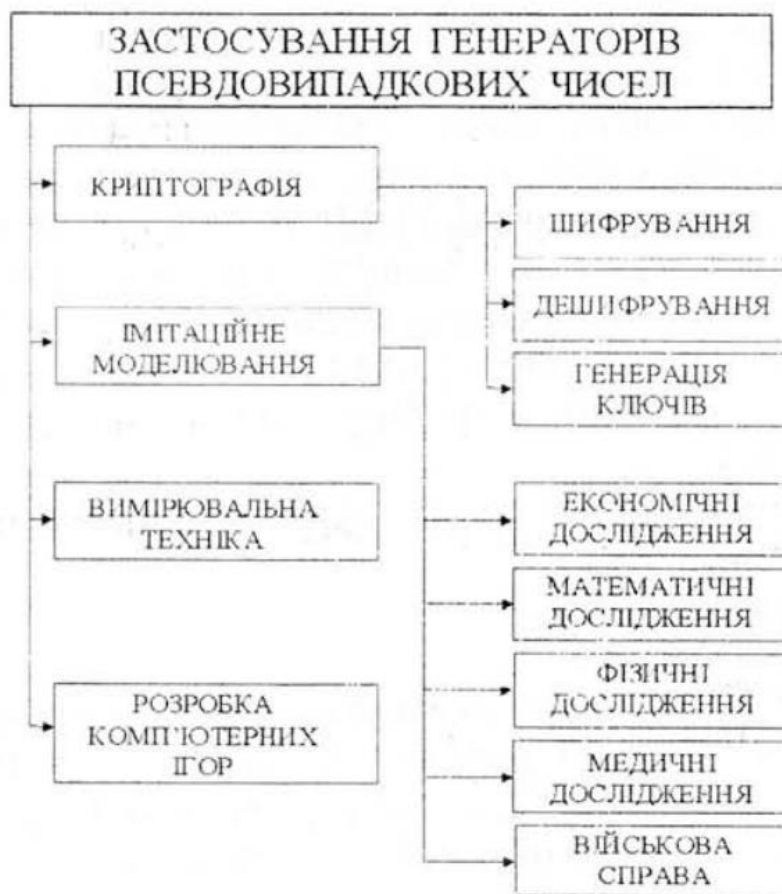 ЗАСТОСУВАННЯ ГЕНЕРАТОРІВ
ПСЕВДОВИПАДКОВИХ ЧИСЕЛ
КРИПТОГРАФІЯ
ШИФРУВАННЯ
ДЕШИФРУВАННЯ
ГЕНЕРАЦІЯ
КЛЮЧІВ
ІМІТАЦІЙНЕ
МОДЕЛЮВАННЯ
ЕКОНОМІЧНІ
ДОСЛІДЖЕННЯ
МАТЕМАТИЧНІ
ДОСЛІДЖЕННЯ
ФІЗИЧНІ
ДОСЛІДЖЕННЯ
МЕДИЧНІ
ДОСЛІДЖЕННЯ
ВІЙСЬКОВА
СПРАВА
ВИМІРЮВАЛЬНА
ТЕХНІКА
РОЗРОБКА
КОМП'ЮТЕРНИХ
ІГОР